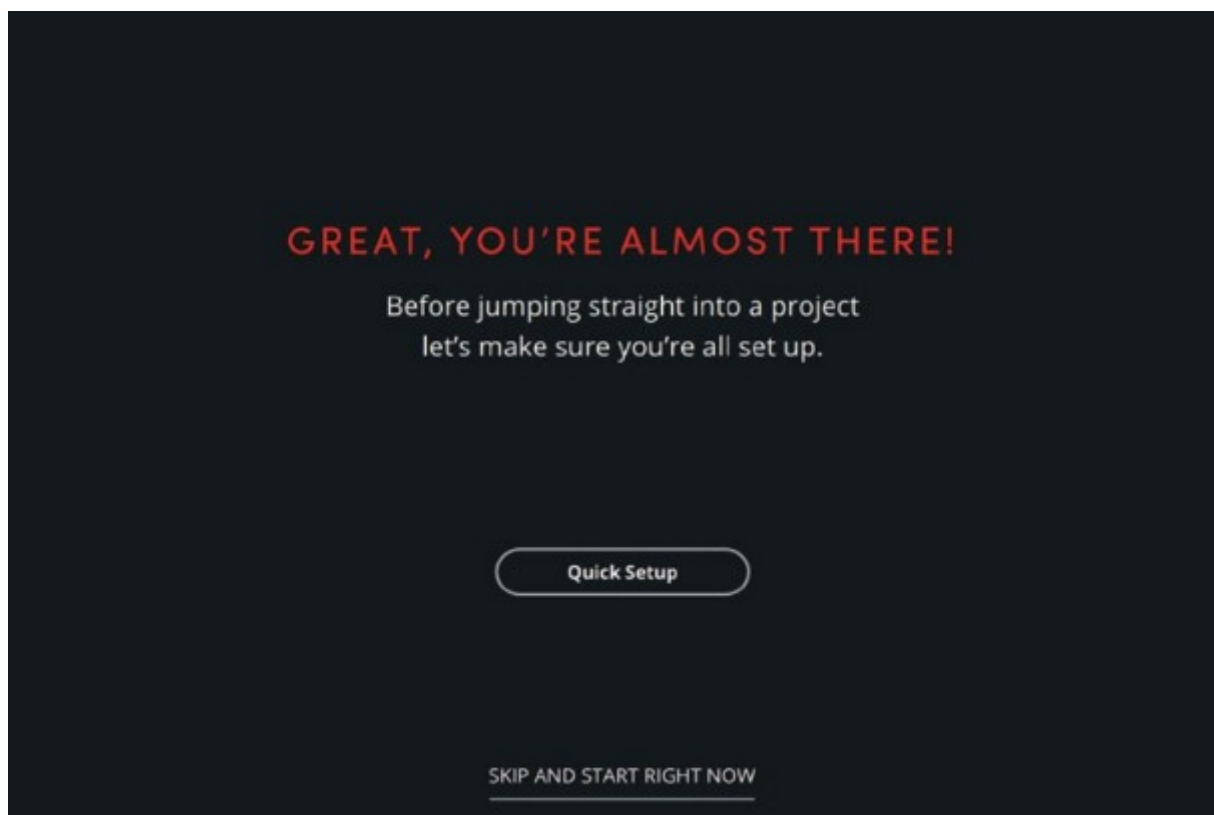 GREAT, YOU'RE ALMOST THERE!
Before jumping straight into a project
let's make sure you're all set up.
Quick Setup
SKIP AND START RIGHT NOW